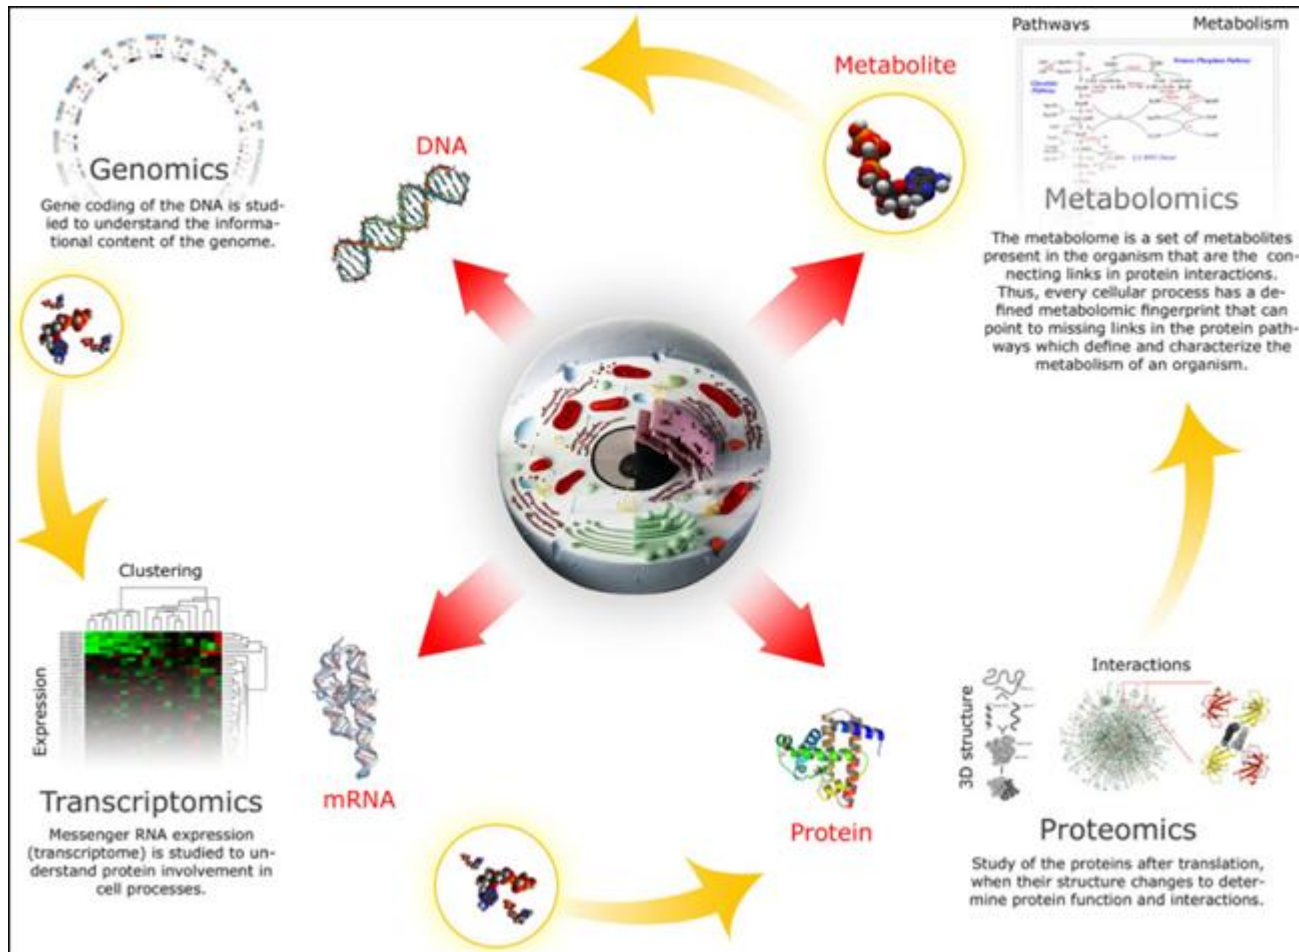 Genomics
Gene coding of the DNA is stud-
ied to understand the informa-
tional content of the genome.
DNA
Metabolite
Pathways
Metabolism
Metabolomics
The metabolome is a set of metabolites
present in the organism that are the con-
necting links in protein interactions.
Thus, every cellular process has a de-
fined metabolomic fingerprint that can
point to missing links in the protein path-
ways which define and characterize the
metabolism of an organism.
Clustering
Expression
Transcriptomics
Messenger RNA expression
(transcriptome) is studied to un-
derstand protein involvement in
cell processes.
mRNA
Protein
Interactions
3D structure
Proteomics
Study of the proteins after translation,
when their structure changes to deter-
mine protein function and interactions.